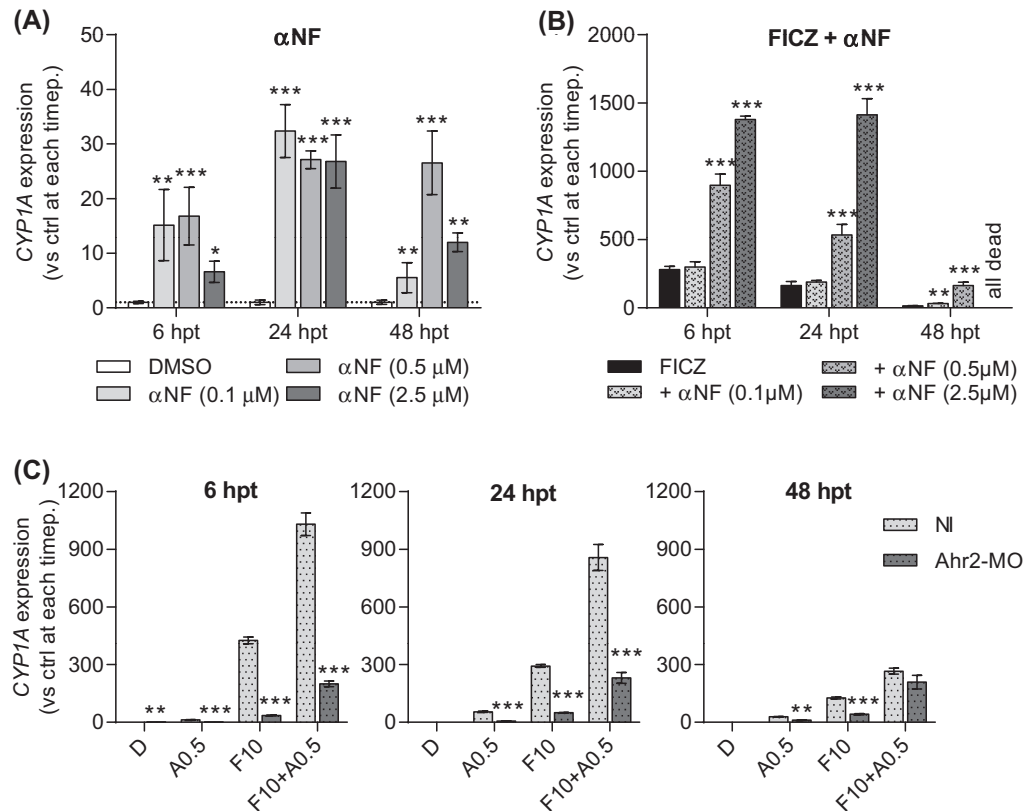 (A)
αNF
CYP1A expression
(vs ctrl at each timep.)
50
40
30
20
10
0
** *** *
*** *** ***
** *** **
6 hpt 24 hpt 48 hpt
DMSO
αNF (0.1 μM)
αNF (0.5 μM)
αNF (2.5 μM)
(B)
FICZ + αNF
CYP1A expression
(vs ctrl at each timep.)
2000
1500
1000
500
0
*** ***
*** ***
** ***
all dead
6 hpt 24 hpt 48 hpt
FICZ
+ αNF (0.1μM)
+ αNF (0.5μM)
+ αNF (2.5μM)
(C)
CYP1A expression
(vs ctrl at each timep.)
6 hpt
1200
900
600
300
0
** *** *** ***
D A0.5 F10 F10+A0.5
24 hpt
1200
900
600
300
0
*** *** ***
D A0.5 F10 F10+A0.5
48 hpt
1200
900
600
300
0
** ***
D A0.5 F10 F10+A0.5
NI
Ahr2-MO